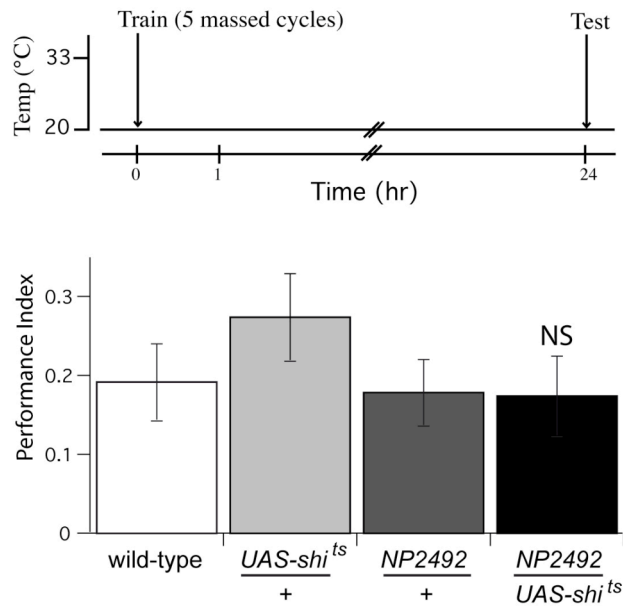 Train (5 massed cycles)
Test
Temp (°C)
33
20
0
1
24
Time (hr)
Performance Index
0.3
0.2
0.1
0
NS
wild-type
UAS-shi ts
+
NP2492
+
NP2492
UAS-shi ts